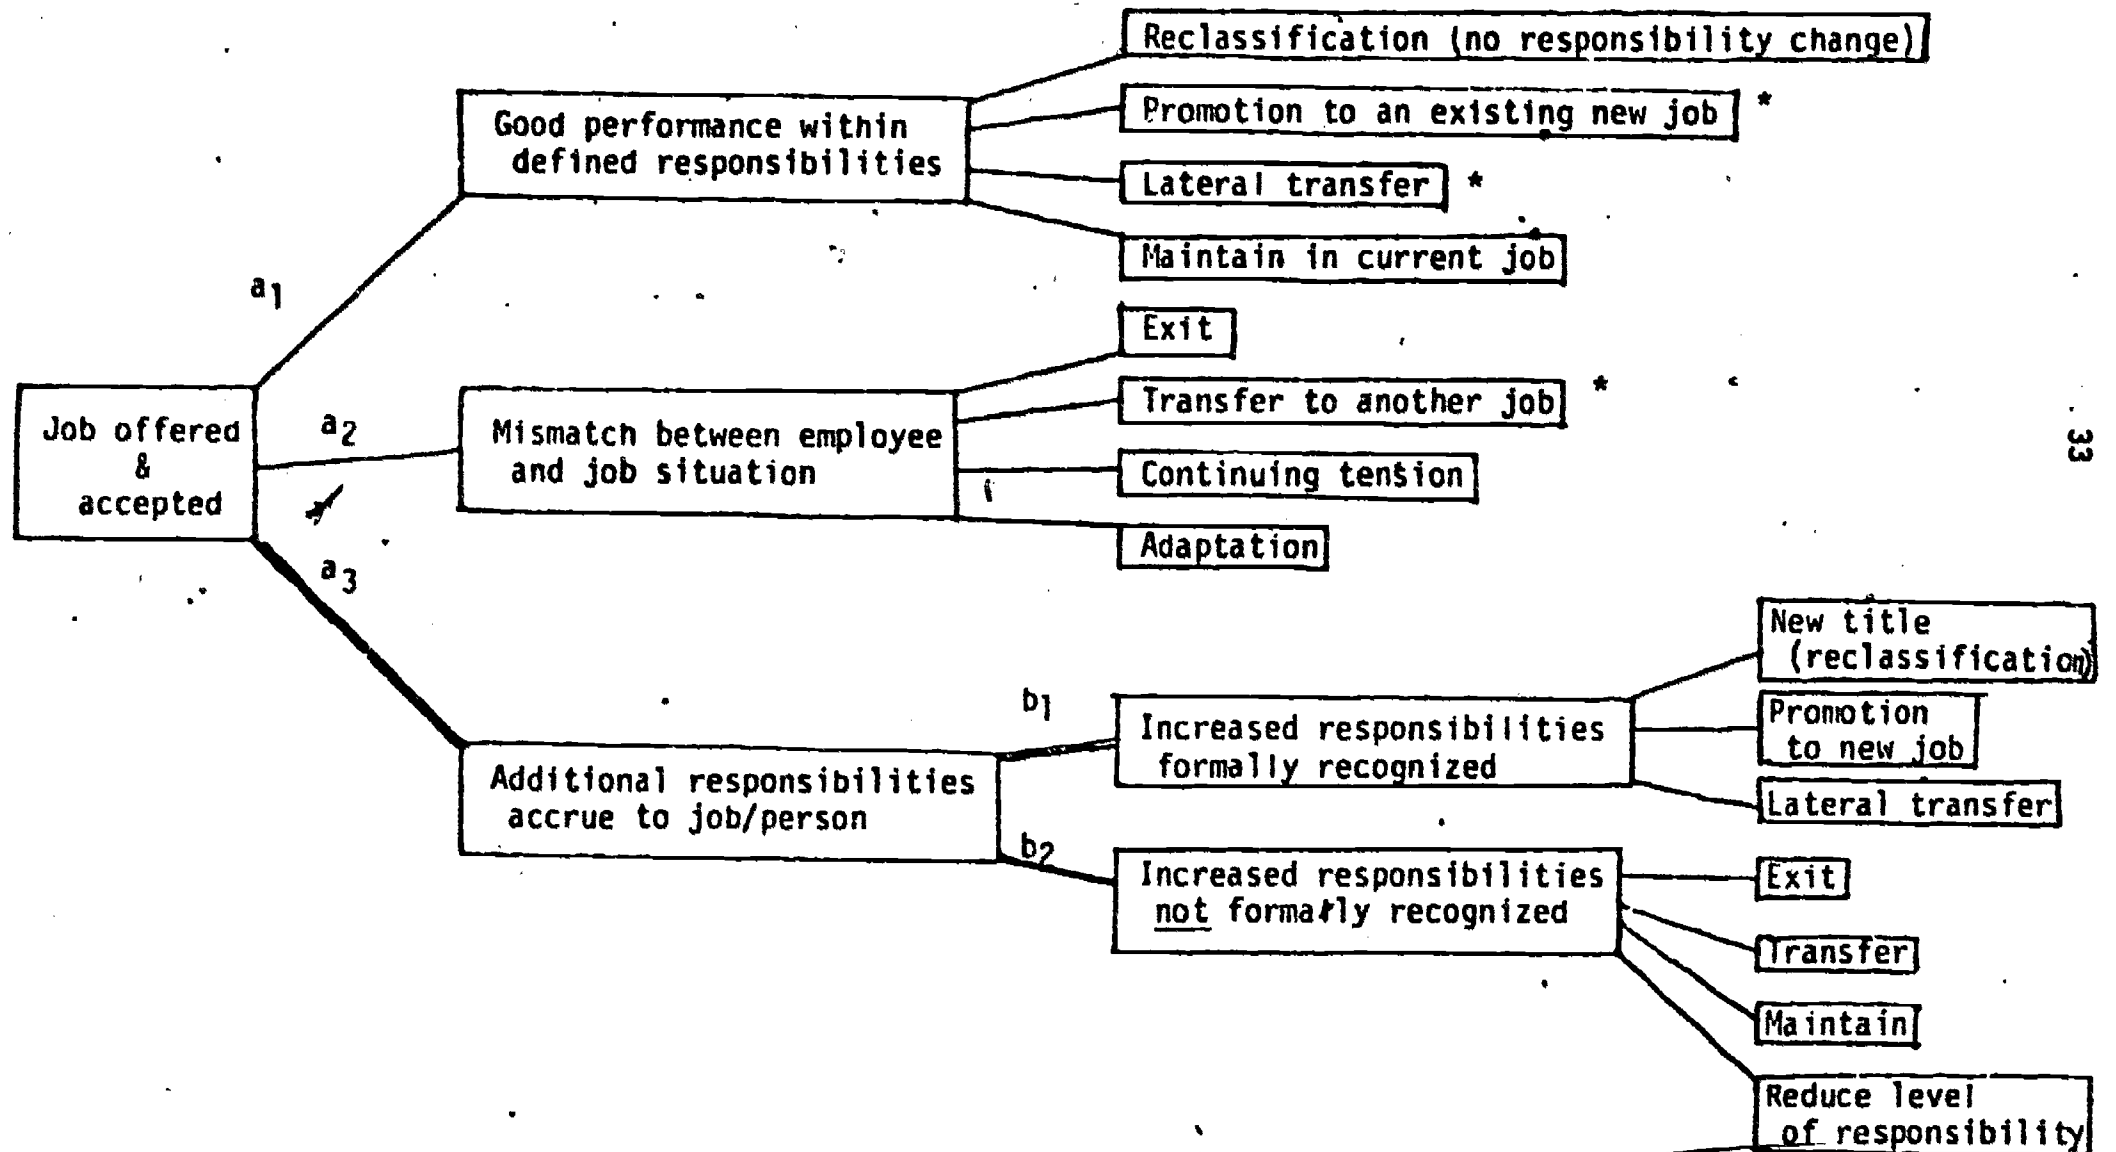 Reclassification (no responsibility change)
Good performance within
defined responsibilities
Promotion to an existing new job *
Lateral transfer *
Maintain in current job
a1
Exit
Job offered
&
accepted
a2
Mismatch between employee
and job situation
Transfer to another job *
Continuing tension
Adaptation
33
a3
Additional responsibilities
accrue to job/person
b1
Increased responsibilities
formally recognized
New title
(reclassification)
Promotion
to new job
Lateral transfer
b2
Increased responsibilities
not formally recognized
Exit
Transfer
Maintain
Reduce level
of responsibility